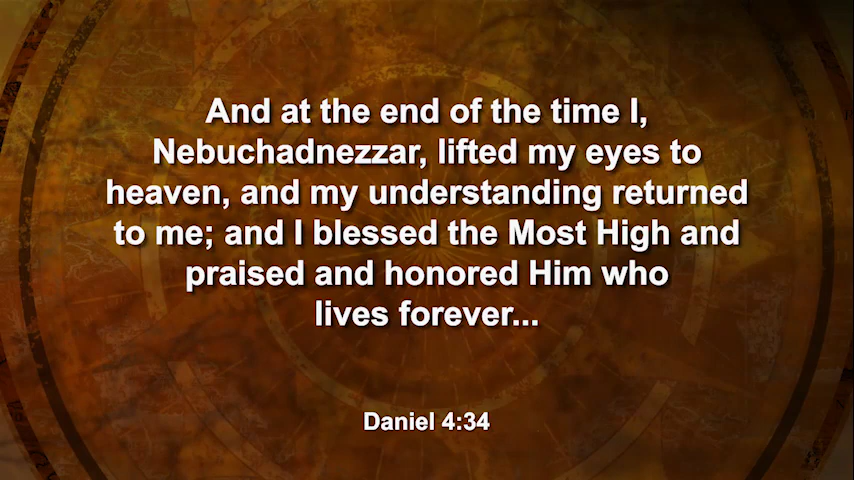 And at the end of the time I,
Nebuchadnezzar, lifted my eyes to
heaven, and my understanding returned
to me; and I blessed the Most High and
praised and honored Him who
lives forever...
Daniel 4:34